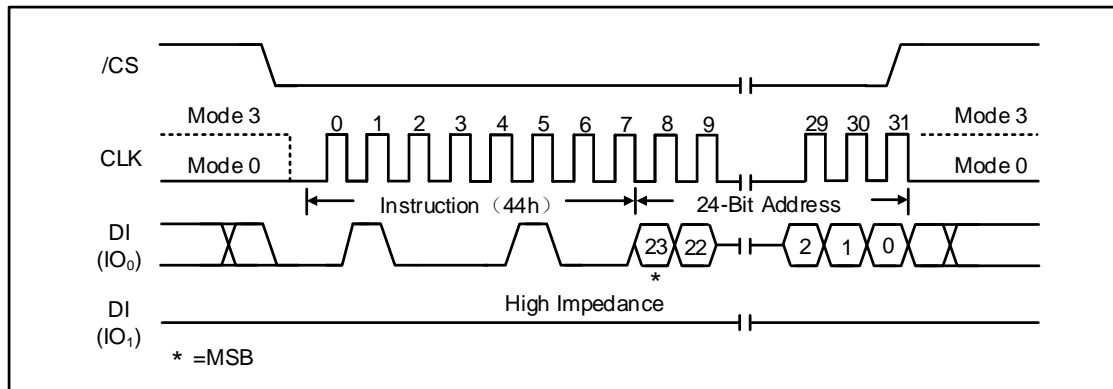 /CS
Mode 3
0 1 2 3 4 5 6 7 8 9 29 30 31
Mode 3
CLK
Mode 0
Mode 0
Instruction（44h）
24-Bit Address
DI
(IO₀)
23 22 2 1 0
*
High Impedance
DI
(IO₁)
* =MSB